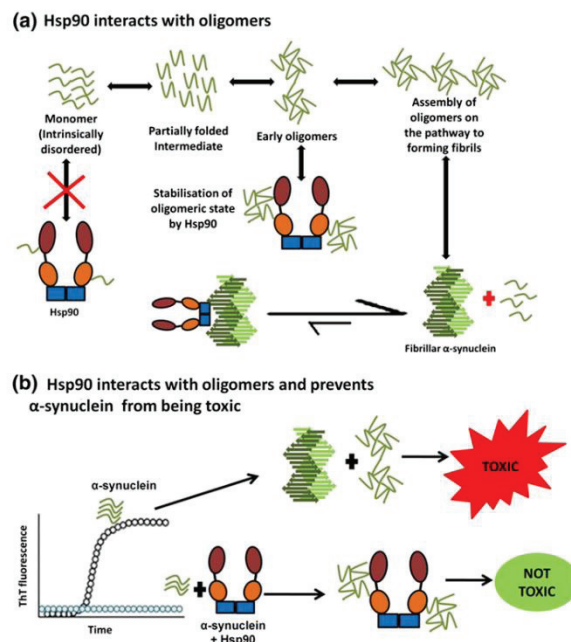 (a) Hsp90 interacts with oligomers
Monomer
(Intrinsically
disordered)
Partially folded
Intermediate
Early oligomers
Assembly of
oligomers on
the pathway to
forming fibrils
Stabilisation of
oligomeric state
by Hsp90
Hsp90
+
Fibrillar α-synuclein
(b) Hsp90 interacts with oligomers and prevents
α-synuclein from being toxic
α-synuclein
+
TOXIC
ThT fluorescence
Time
+
α-synuclein
+ Hsp90
NOT
TOXIC